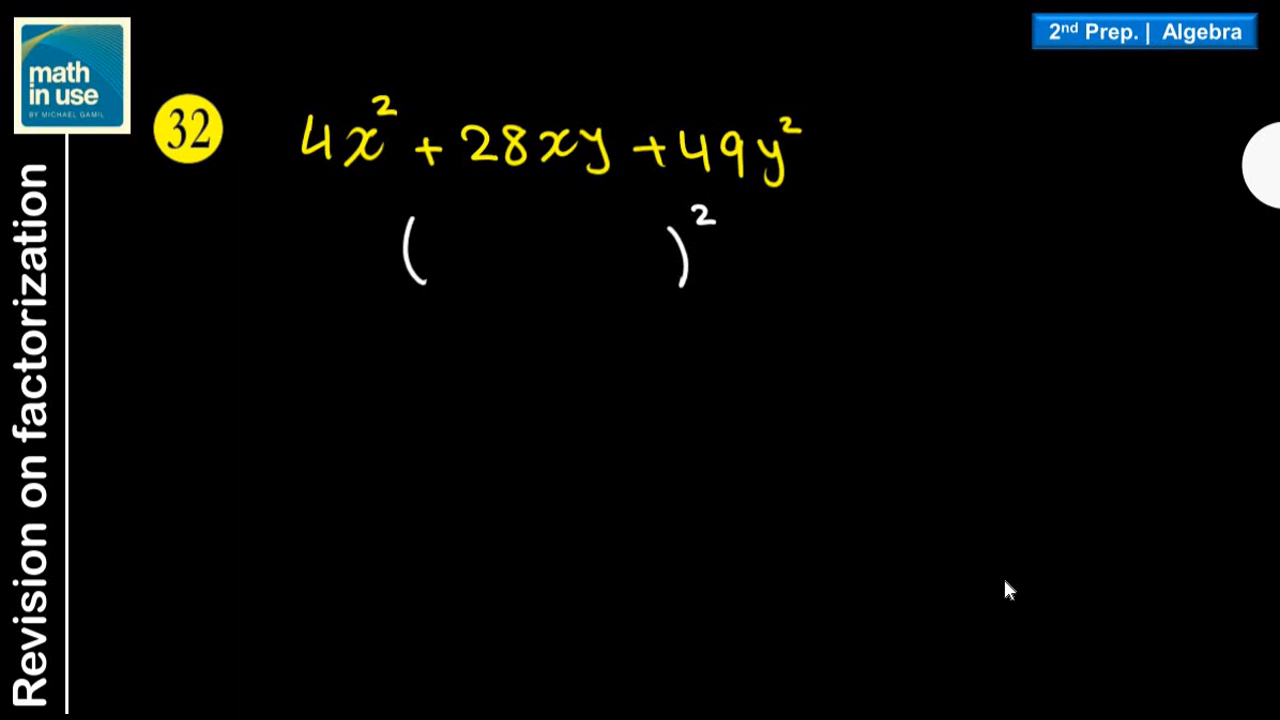 math
in use
BY MICHAEL GAMIL
2nd Prep. | Algebra
Revision on factorization
32 4x² + 28xy + 49y²
( )²